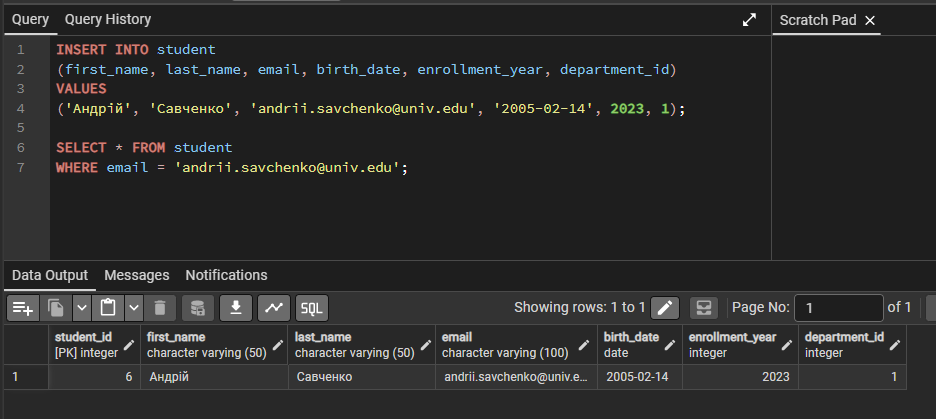 Query Query History Scratch Pad
1 INSERT INTO student
2 (first_name, last_name, email, birth_date, enrollment_year, department_id)
3 VALUES
4 ('Андрій', 'Савченко', 'andrii.savchenko@univ.edu', '2005-02-14', 2023, 1);
5
6 SELECT * FROM student
7 WHERE email = 'andrii.savchenko@univ.edu';
Data Output Messages Notifications
SQL Showing rows: 1 to 1 Page No: 1 of 1
student_id first_name last_name email birth_date enrollment_year department_id
[PK] integer character varying (50) character varying (50) character varying (100) date integer integer
1 6 Андрій Савченко andrii.savchenko@univ.e... 2005-02-14 2023 1